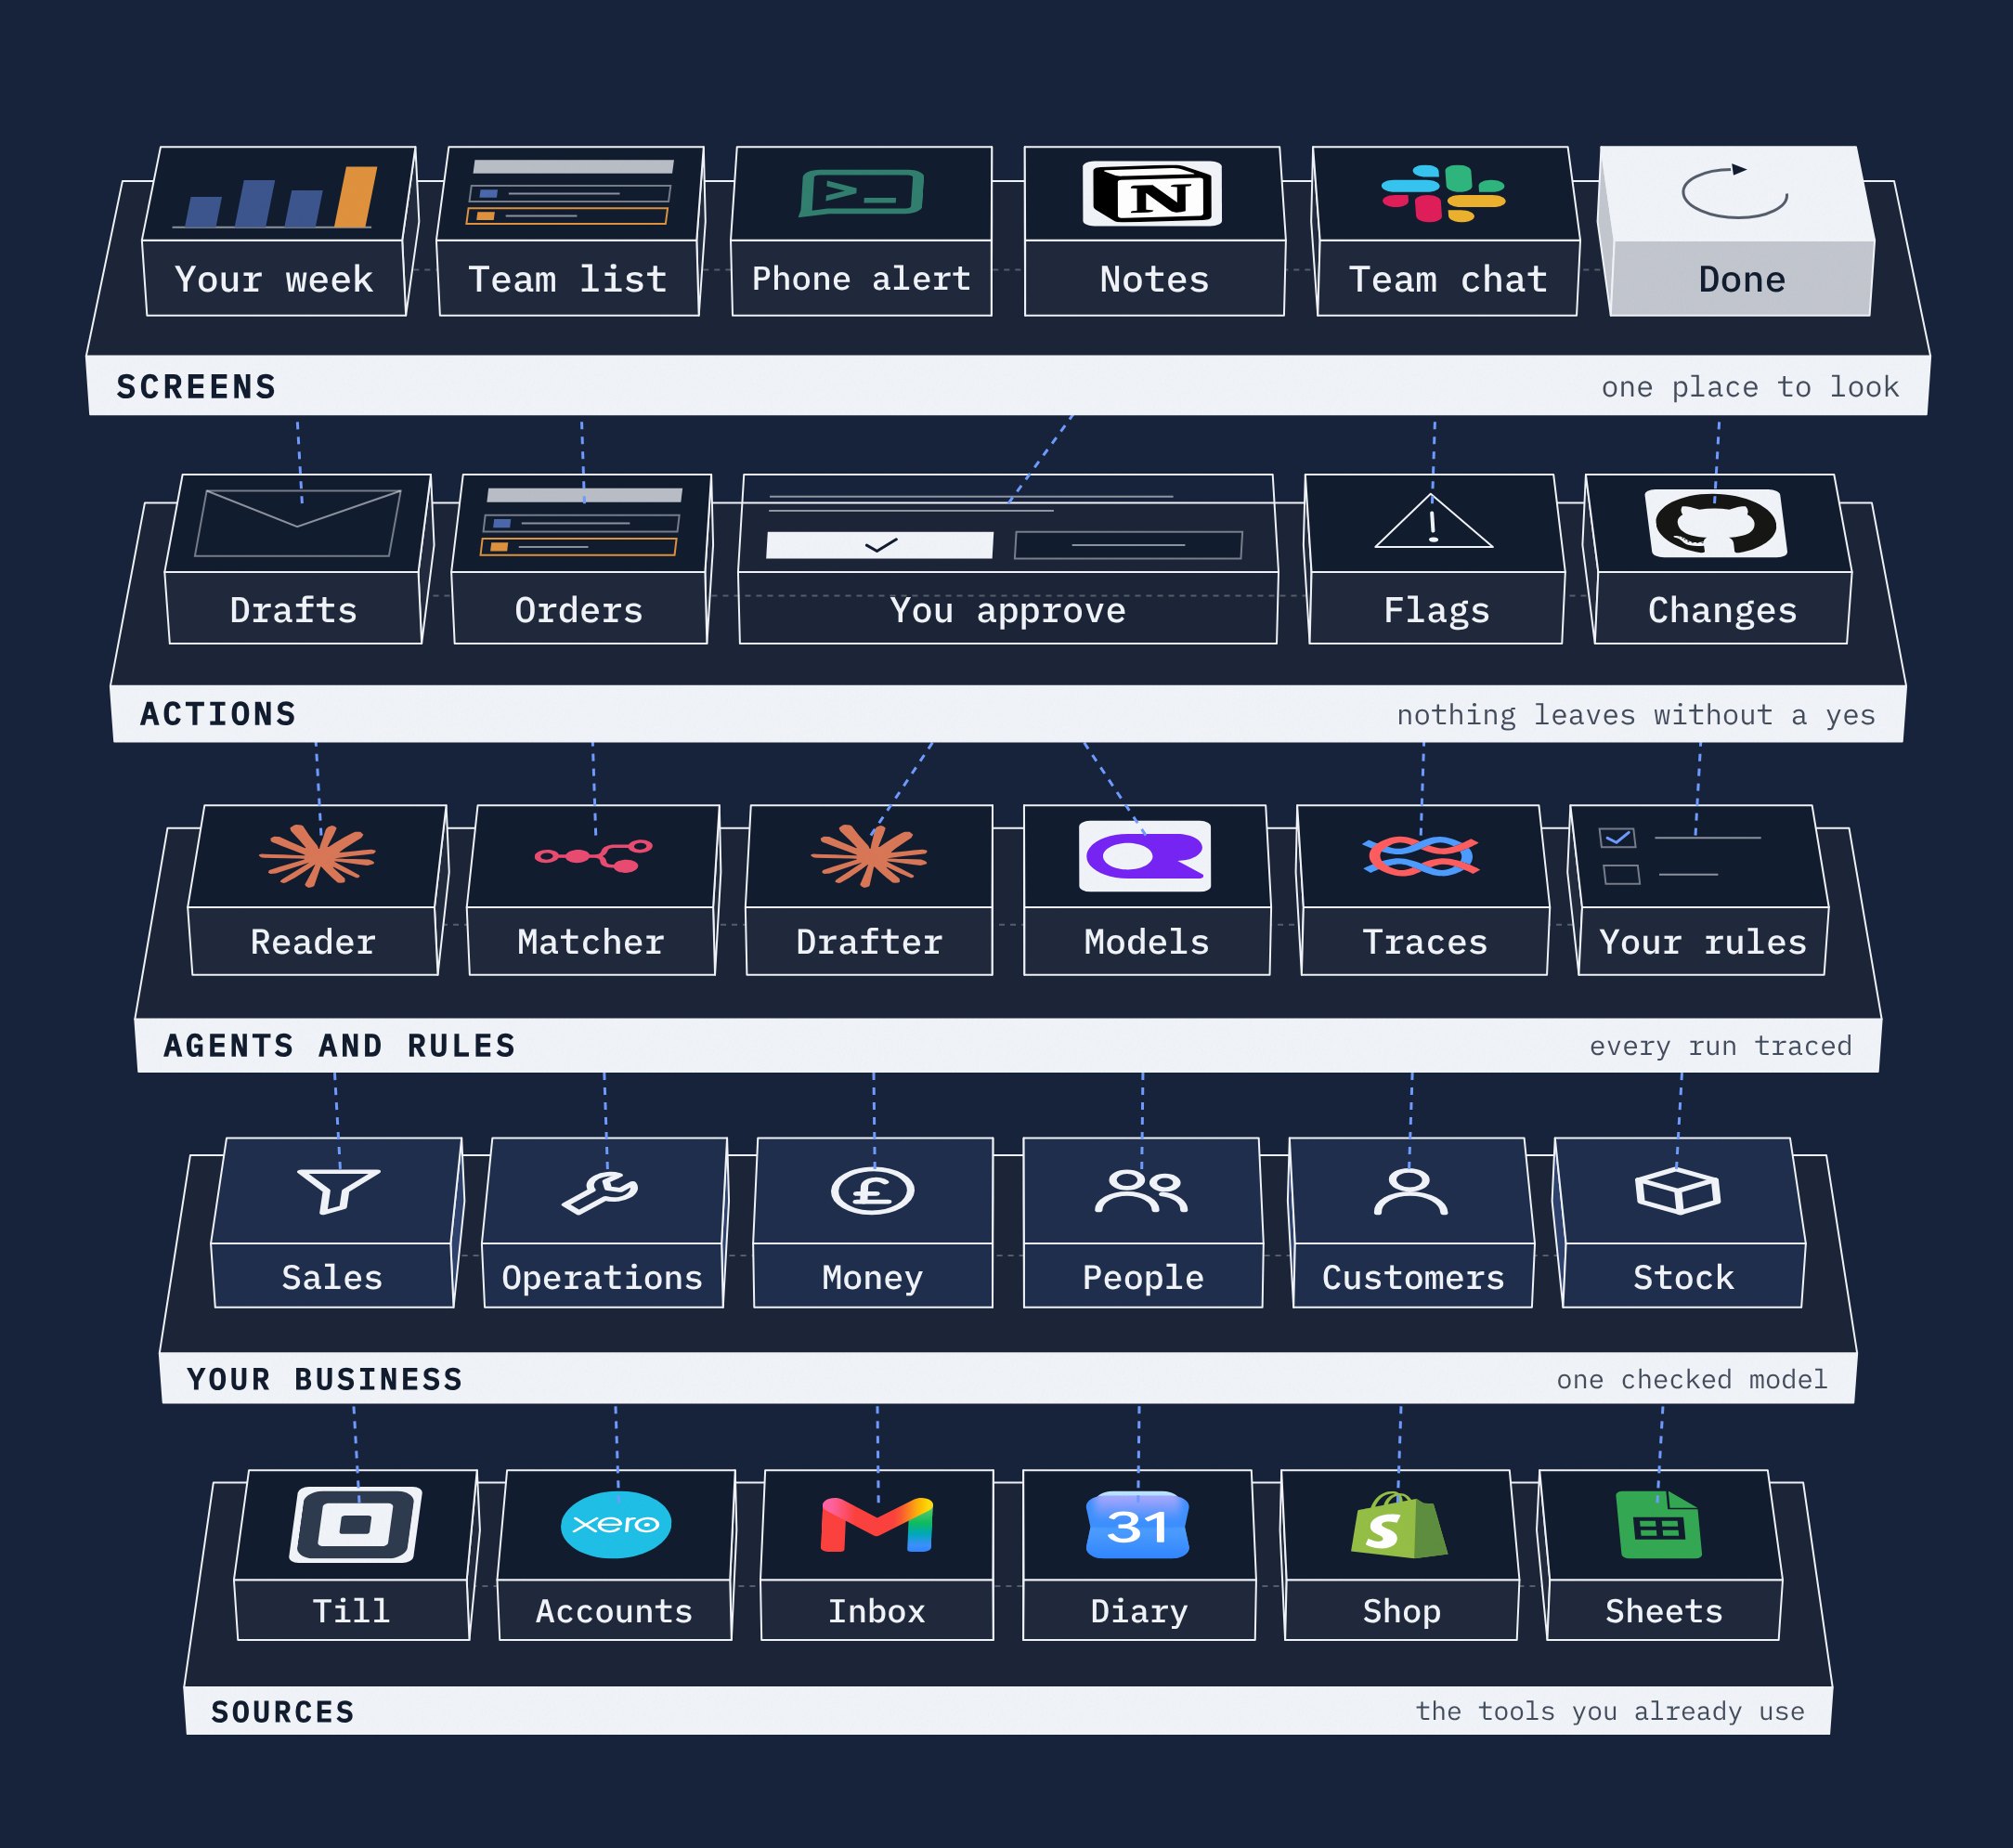 Your week
Team list
Phone alert
Notes
Team chat
Done
SCREENS
one place to look
Drafts
Orders
You approve
Flags
Changes
ACTIONS
nothing leaves without a yes
Reader
Matcher
Drafter
Models
Traces
Your rules
AGENTS AND RULES
every run traced
£
Sales
Operations
Money
People
Customers
Stock
YOUR BUSINESS
one checked model
xero
31
Till
Accounts
Inbox
Diary
Shop
Sheets
SOURCES
the tools you already use